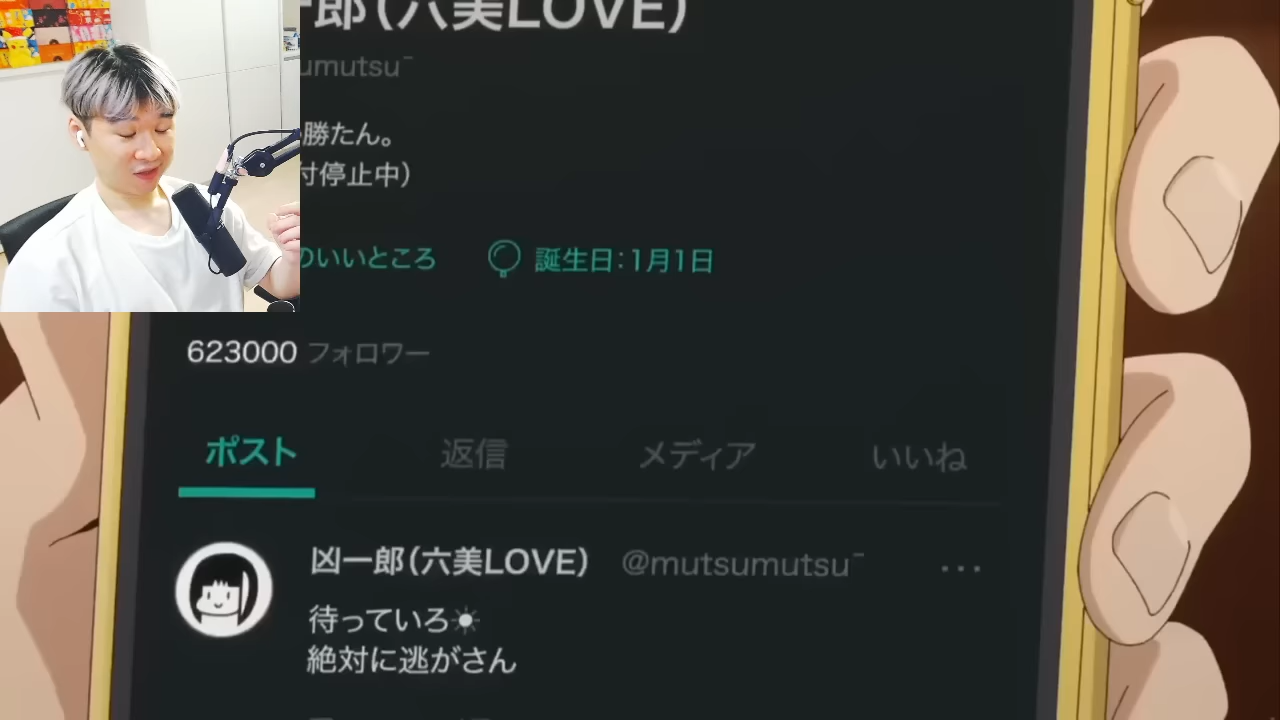 一郎(六美LOVE)
umutsu¯
勝たん。
付停止中)
のいいところ 誕生日:1月1日
623000 フォロワー
ポスト 返信 メディア いいね
凶一郎(六美LOVE) @mutsumutsu¯ ...
待っていろ☀
絶対に逃がさん